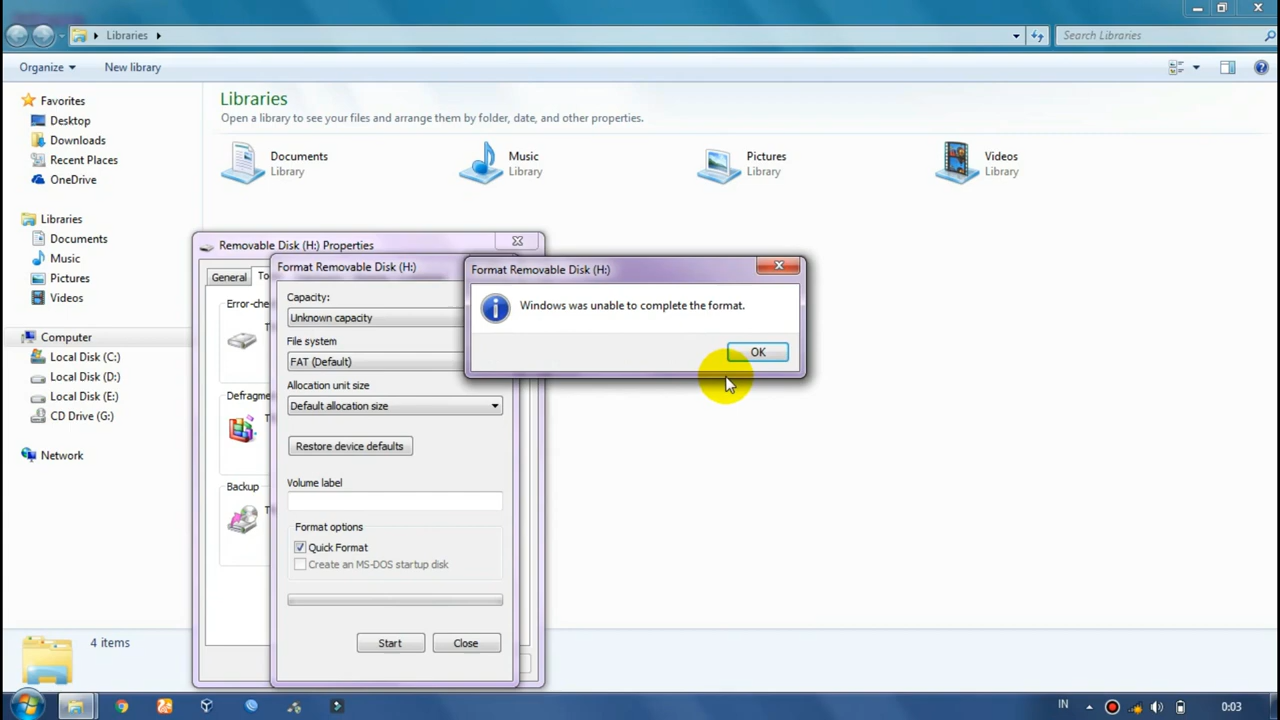 Libraries
Search Libraries
Organize
New library
Favorites
Desktop
Downloads
Recent Places
OneDrive
Libraries
Documents
Music
Pictures
Videos
Computer
Local Disk (C:)
Local Disk (D:)
Local Disk (E:)
CD Drive (G:)
Network
Libraries
Open a library to see your files and arrange them by folder, date, and other properties.
Documents
Library
Music
Library
Pictures
Library
Videos
Library
Removable Disk (H:) Properties
General
Error-che
Defragme
Backup
Format Removable Disk (H:)
Capacity:
Unknown capacity
File system
FAT (Default)
Allocation unit size
Default allocation size
Restore device defaults
Volume label
Format options
Quick Format
Create an MS-DOS startup disk
Start
Close
Format Removable Disk (H:)
Windows was unable to complete the format.
OK
4 items
IN
0:03